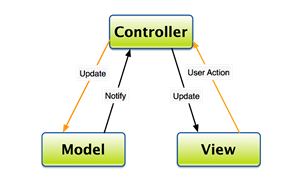 Controller
Update
User Action
Notify
Update
Model
View